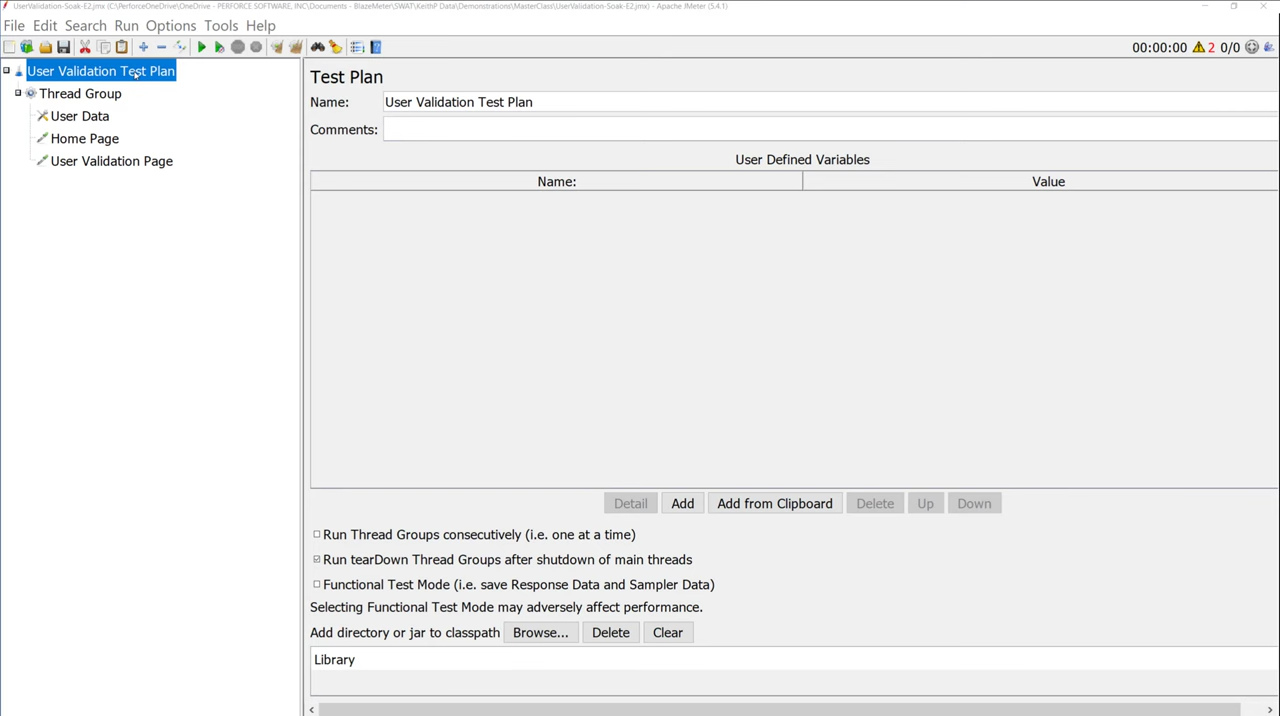 UserValidation-Soak-E2.jmx (C:\PerforceOneDrive\OneDrive - PERFORCE SOFTWARE, INC\Documents - BlazeMeter\SWAT\KeithP Data\Demonstrations\MasterClass\UserValidation-Soak-E2.jmx) - Apache JMeter (5.4.1)
File Edit Search Run Options Tools Help
00:00:00 2 0/0
User Validation Test Plan
Thread Group
User Data
Home Page
User Validation Page
Test Plan
Name: User Validation Test Plan
Comments:
User Defined Variables
Name: Value
Detail Add Add from Clipboard Delete Up Down
Run Thread Groups consecutively (i.e. one at a time)
Run tearDown Thread Groups after shutdown of main threads
Functional Test Mode (i.e. save Response Data and Sampler Data)
Selecting Functional Test Mode may adversely affect performance.
Add directory or jar to classpath Browse... Delete Clear
Library